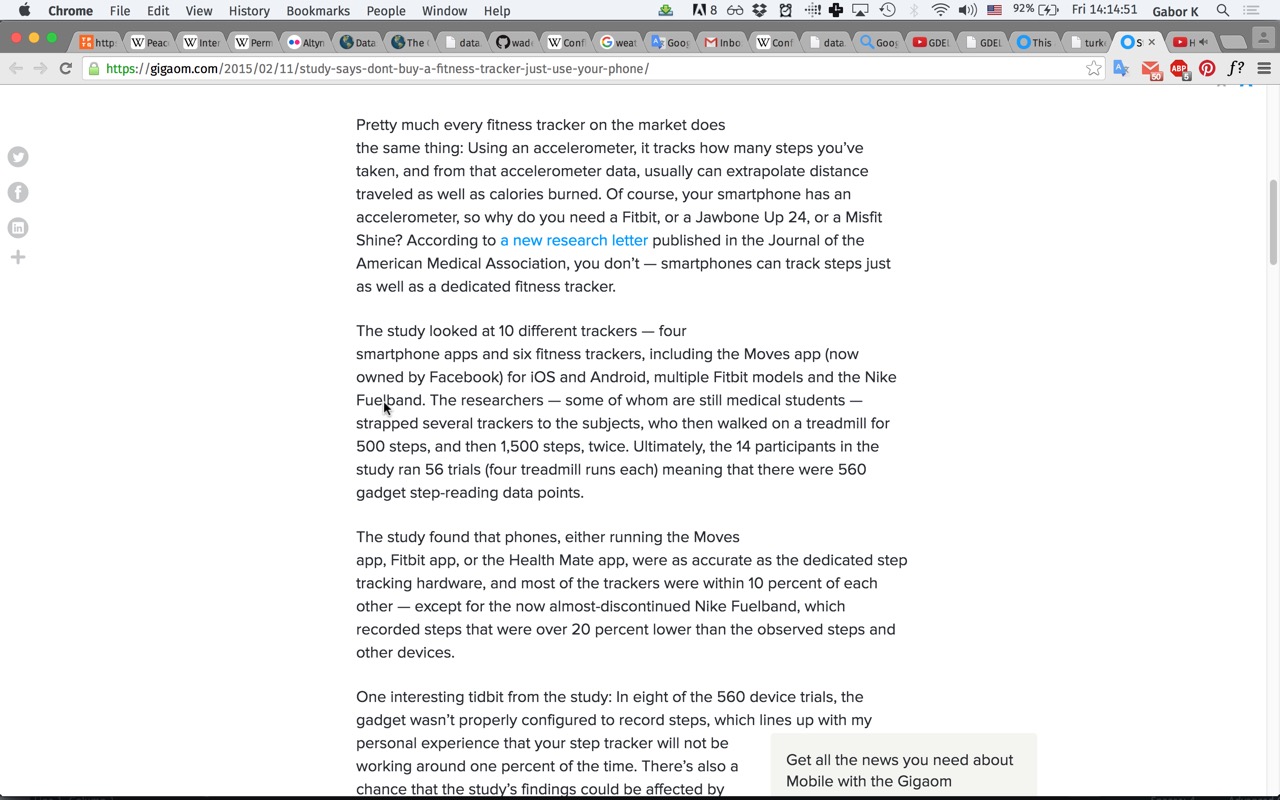 Chrome File Edit View History Bookmarks People Window Help 8 92% Fri 14:14:51 Gabor K
http Peac Inter Perm Altyn Data The data wad Conf weat Goog Inbo Conf data Goog GDEL GDEL This turk S H
https://gigaom.com/2015/02/11/study-says-dont-buy-a-fitness-tracker-just-use-your-phone/ 50 ABP 5 f?
Pretty much every fitness tracker on the market does
the same thing: Using an accelerometer, it tracks how many steps you’ve
taken, and from that accelerometer data, usually can extrapolate distance
traveled as well as calories burned. Of course, your smartphone has an
accelerometer, so why do you need a Fitbit, or a Jawbone Up 24, or a Misfit
Shine? According to a new research letter published in the Journal of the
American Medical Association, you don’t — smartphones can track steps just
as well as a dedicated fitness tracker.
The study looked at 10 different trackers — four
smartphone apps and six fitness trackers, including the Moves app (now
owned by Facebook) for iOS and Android, multiple Fitbit models and the Nike
Fuelband. The researchers — some of whom are still medical students —
strapped several trackers to the subjects, who then walked on a treadmill for
500 steps, and then 1,500 steps, twice. Ultimately, the 14 participants in the
study ran 56 trials (four treadmill runs each) meaning that there were 560
gadget step-reading data points.
The study found that phones, either running the Moves
app, Fitbit app, or the Health Mate app, were as accurate as the dedicated step
tracking hardware, and most of the trackers were within 10 percent of each
other — except for the now almost-discontinued Nike Fuelband, which
recorded steps that were over 20 percent lower than the observed steps and
other devices.
One interesting tidbit from the study: In eight of the 560 device trials, the
gadget wasn’t properly configured to record steps, which lines up with my
personal experience that your step tracker will not be
working around one percent of the time. There’s also a
chance that the study’s findings could be affected by
Get all the news you need about
Mobile with the Gigaom